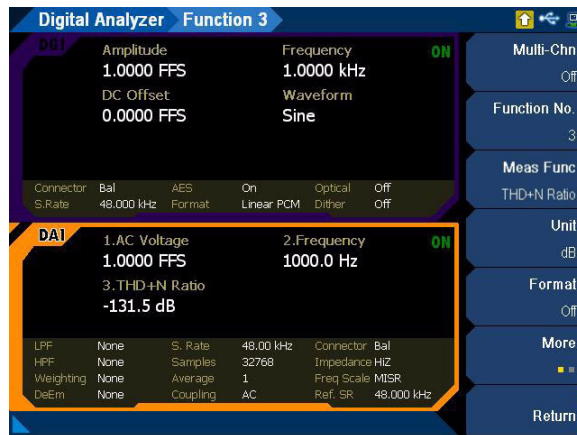 Digital Analyzer Function 3
DG1
Amplitude Frequency ON
1.0000 FFS 1.0000 kHz
DC Offset Waveform
0.0000 FFS Sine
Connector Bal AES On Optical Off
S.Rate 48.000 kHz Format Linear PCM Dither Off
DA1
1.AC Voltage 2.Frequency ON
1.0000 FFS 1000.0 Hz
3.THD+N Ratio
-131.5 dB
LPF None S. Rate 48.00 kHz Connector Bal
HPF None Samples 32768 Impedance HiZ
Weighting None Average 1 Freq Scale MISR
DeEm None Coupling AC Ref. SR 48.000 kHz
Multi-Chn
Off
Function No.
3
Meas Func
THD+N Ratio
Unit
dB
Format
Off
More
Return